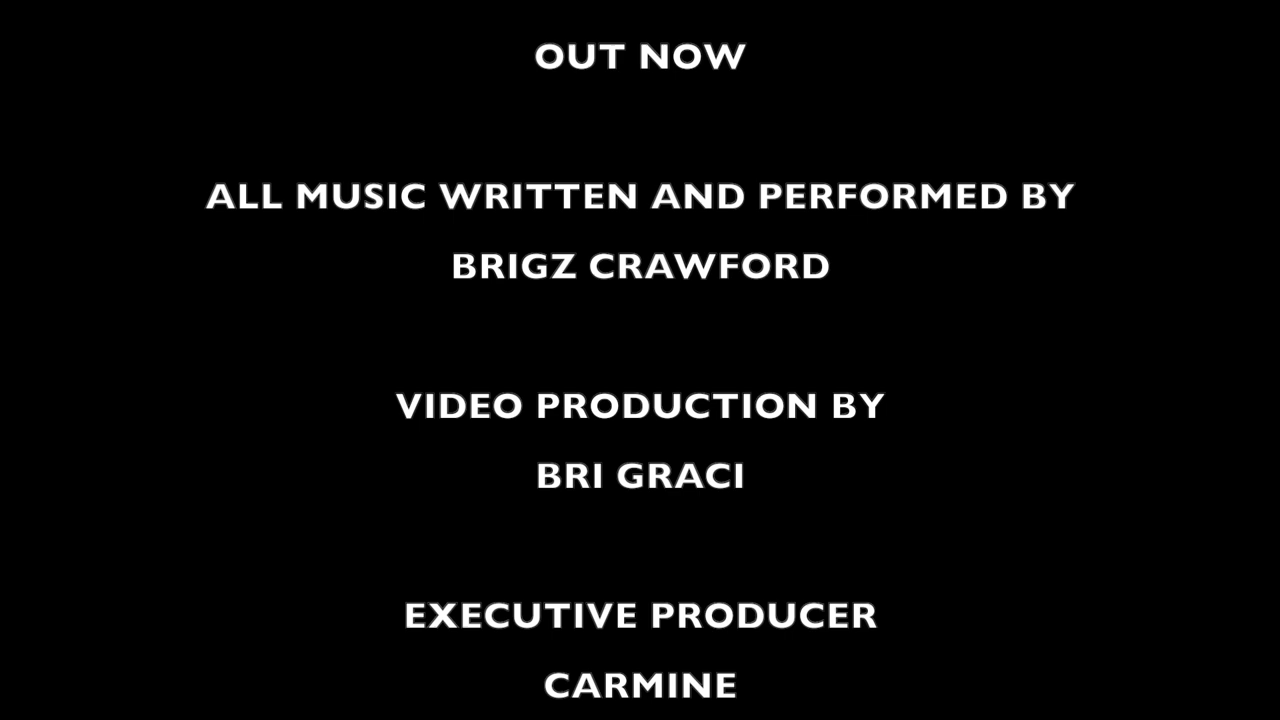 OUT NOW
ALL MUSIC WRITTEN AND PERFORMED BY
BRIGZ CRAWFORD
VIDEO PRODUCTION BY
BRI GRACI
EXECUTIVE PRODUCER
CARMINE